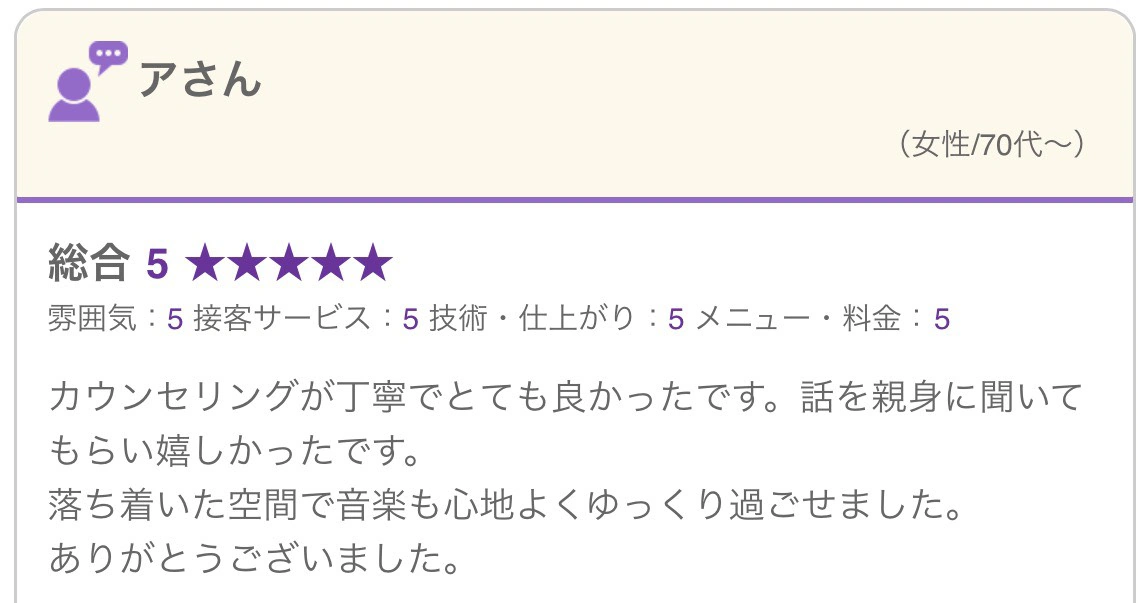 アさん
（女性/70代～）
総合 5 ★★★★★
雰囲気：5 接客サービス：5 技術・仕上がり：5 メニュー・料金：5
カウンセリングが丁寧でとても良かったです。話を親身に聞いて
もらい嬉しかったです。
落ち着いた空間で音楽も心地よくゆっくり過ごせました。
ありがとうございました。